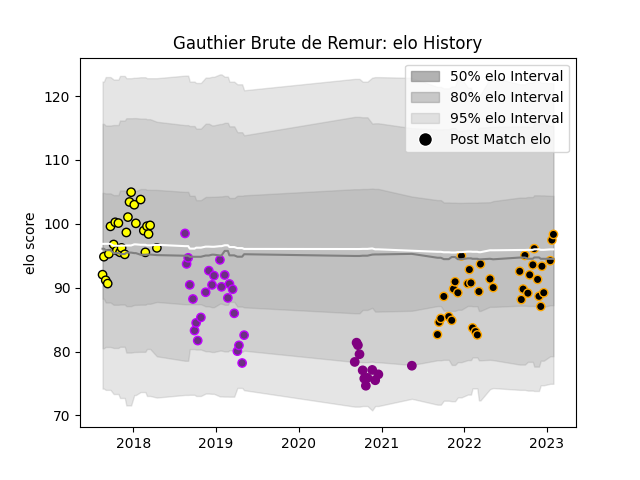 Gauthier Brute de Remur: elo History
50% elo Interval
80% elo Interval
95% elo Interval
Post Match elo
elo score
120
110
100
90
80
70
2018
2019
2020
2021
2022
2023